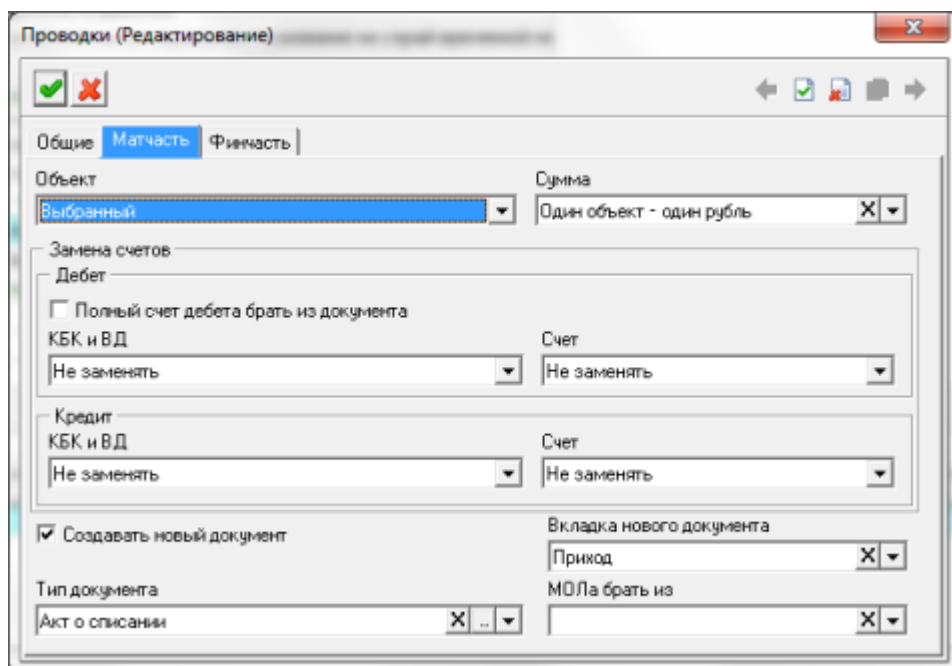 Проводки (Редактирование)
Общие Матчасть Финчасть
Объект Сумма
Выбранный Один объект - один рубль
Замена счетов
Дебет
Полный счет дебета брать из документа
КБК и ВД Счет
Не заменять Не заменять
Кредит
КБК и ВД Счет
Не заменять Не заменять
Создавать новый документ Вкладка нового документа
Приход
Тип документа МОЛа брать из
Акт о списании